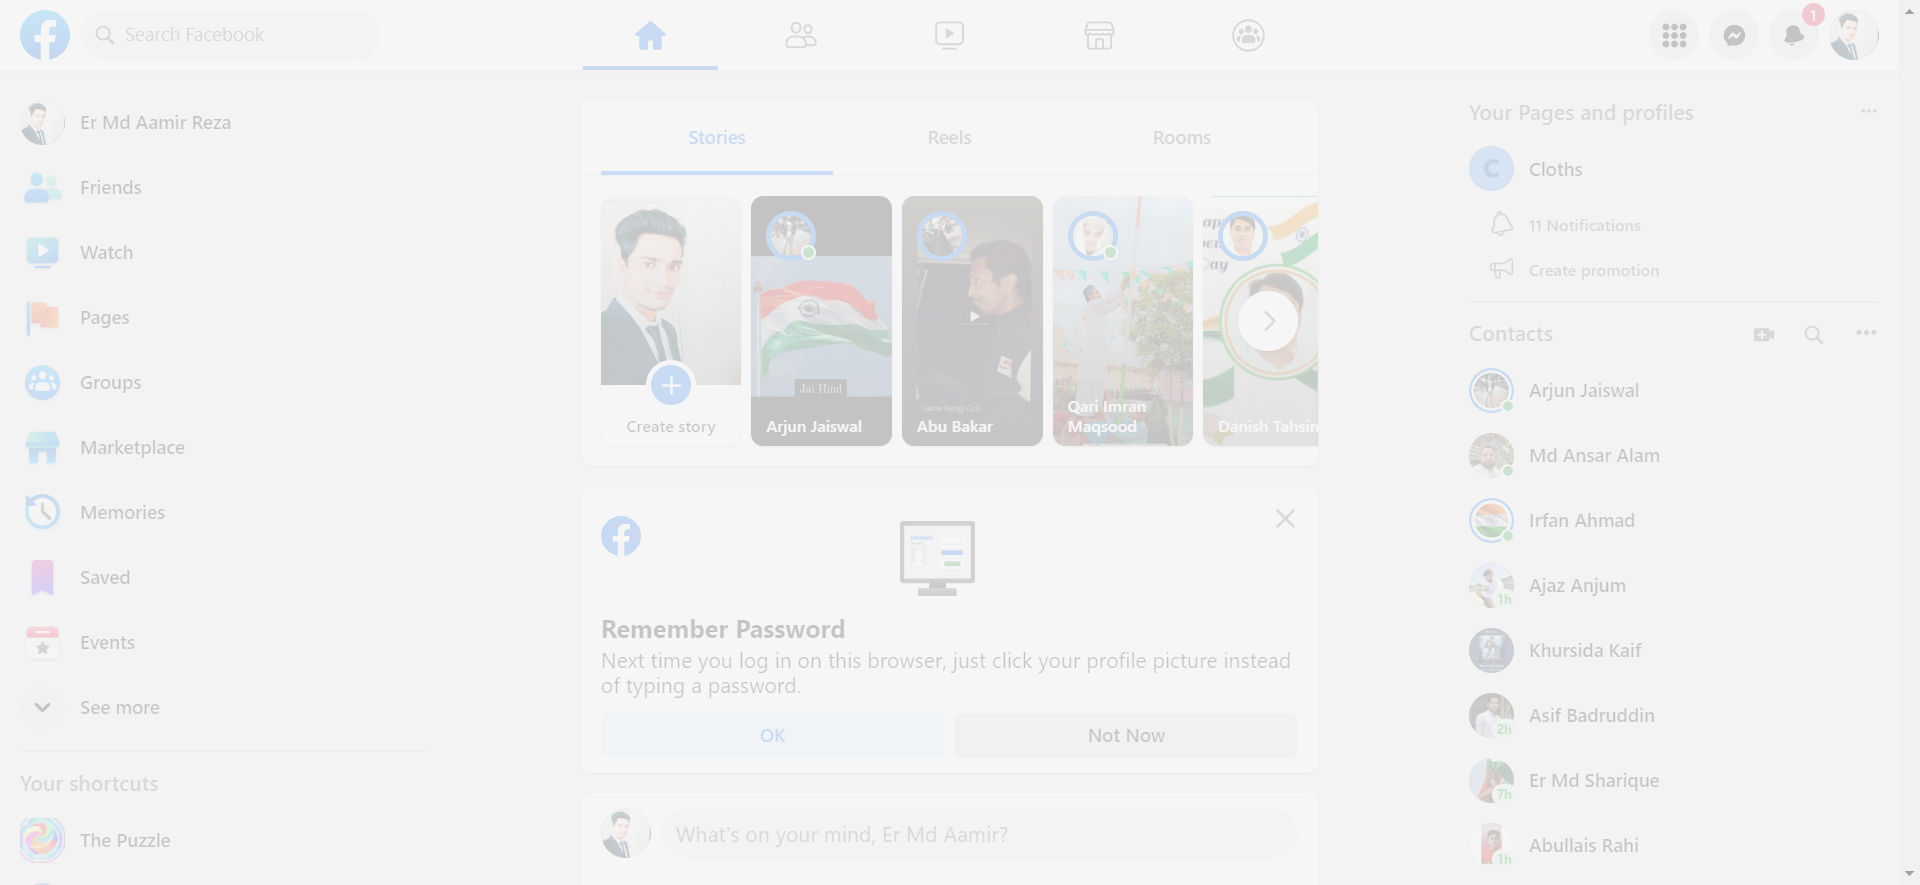 Search Facebook
1
Er Md Aamir Reza
Friends
Watch
Pages
Groups
Marketplace
Memories
Saved
Events
See more
Your shortcuts
The Puzzle
Stories
Reels
Rooms
Create story
Jai Hind
Arjun Jaiswal
Abu Bakar
Qari Imran
Maqsood
Day
Danish Tahsin
Remember Password
Next time you log in on this browser, just click your profile picture instead
of typing a password.
OK
Not Now
What's on your mind, Er Md Aamir?
Your Pages and profiles
C
Cloths
11 Notifications
Create promotion
Contacts
Arjun Jaiswal
Md Ansar Alam
Irfan Ahmad
Ajaz Anjum
1h
Khursida Kaif
Asif Badruddin
2h
Er Md Sharique
7h
Abullais Rahi
1h